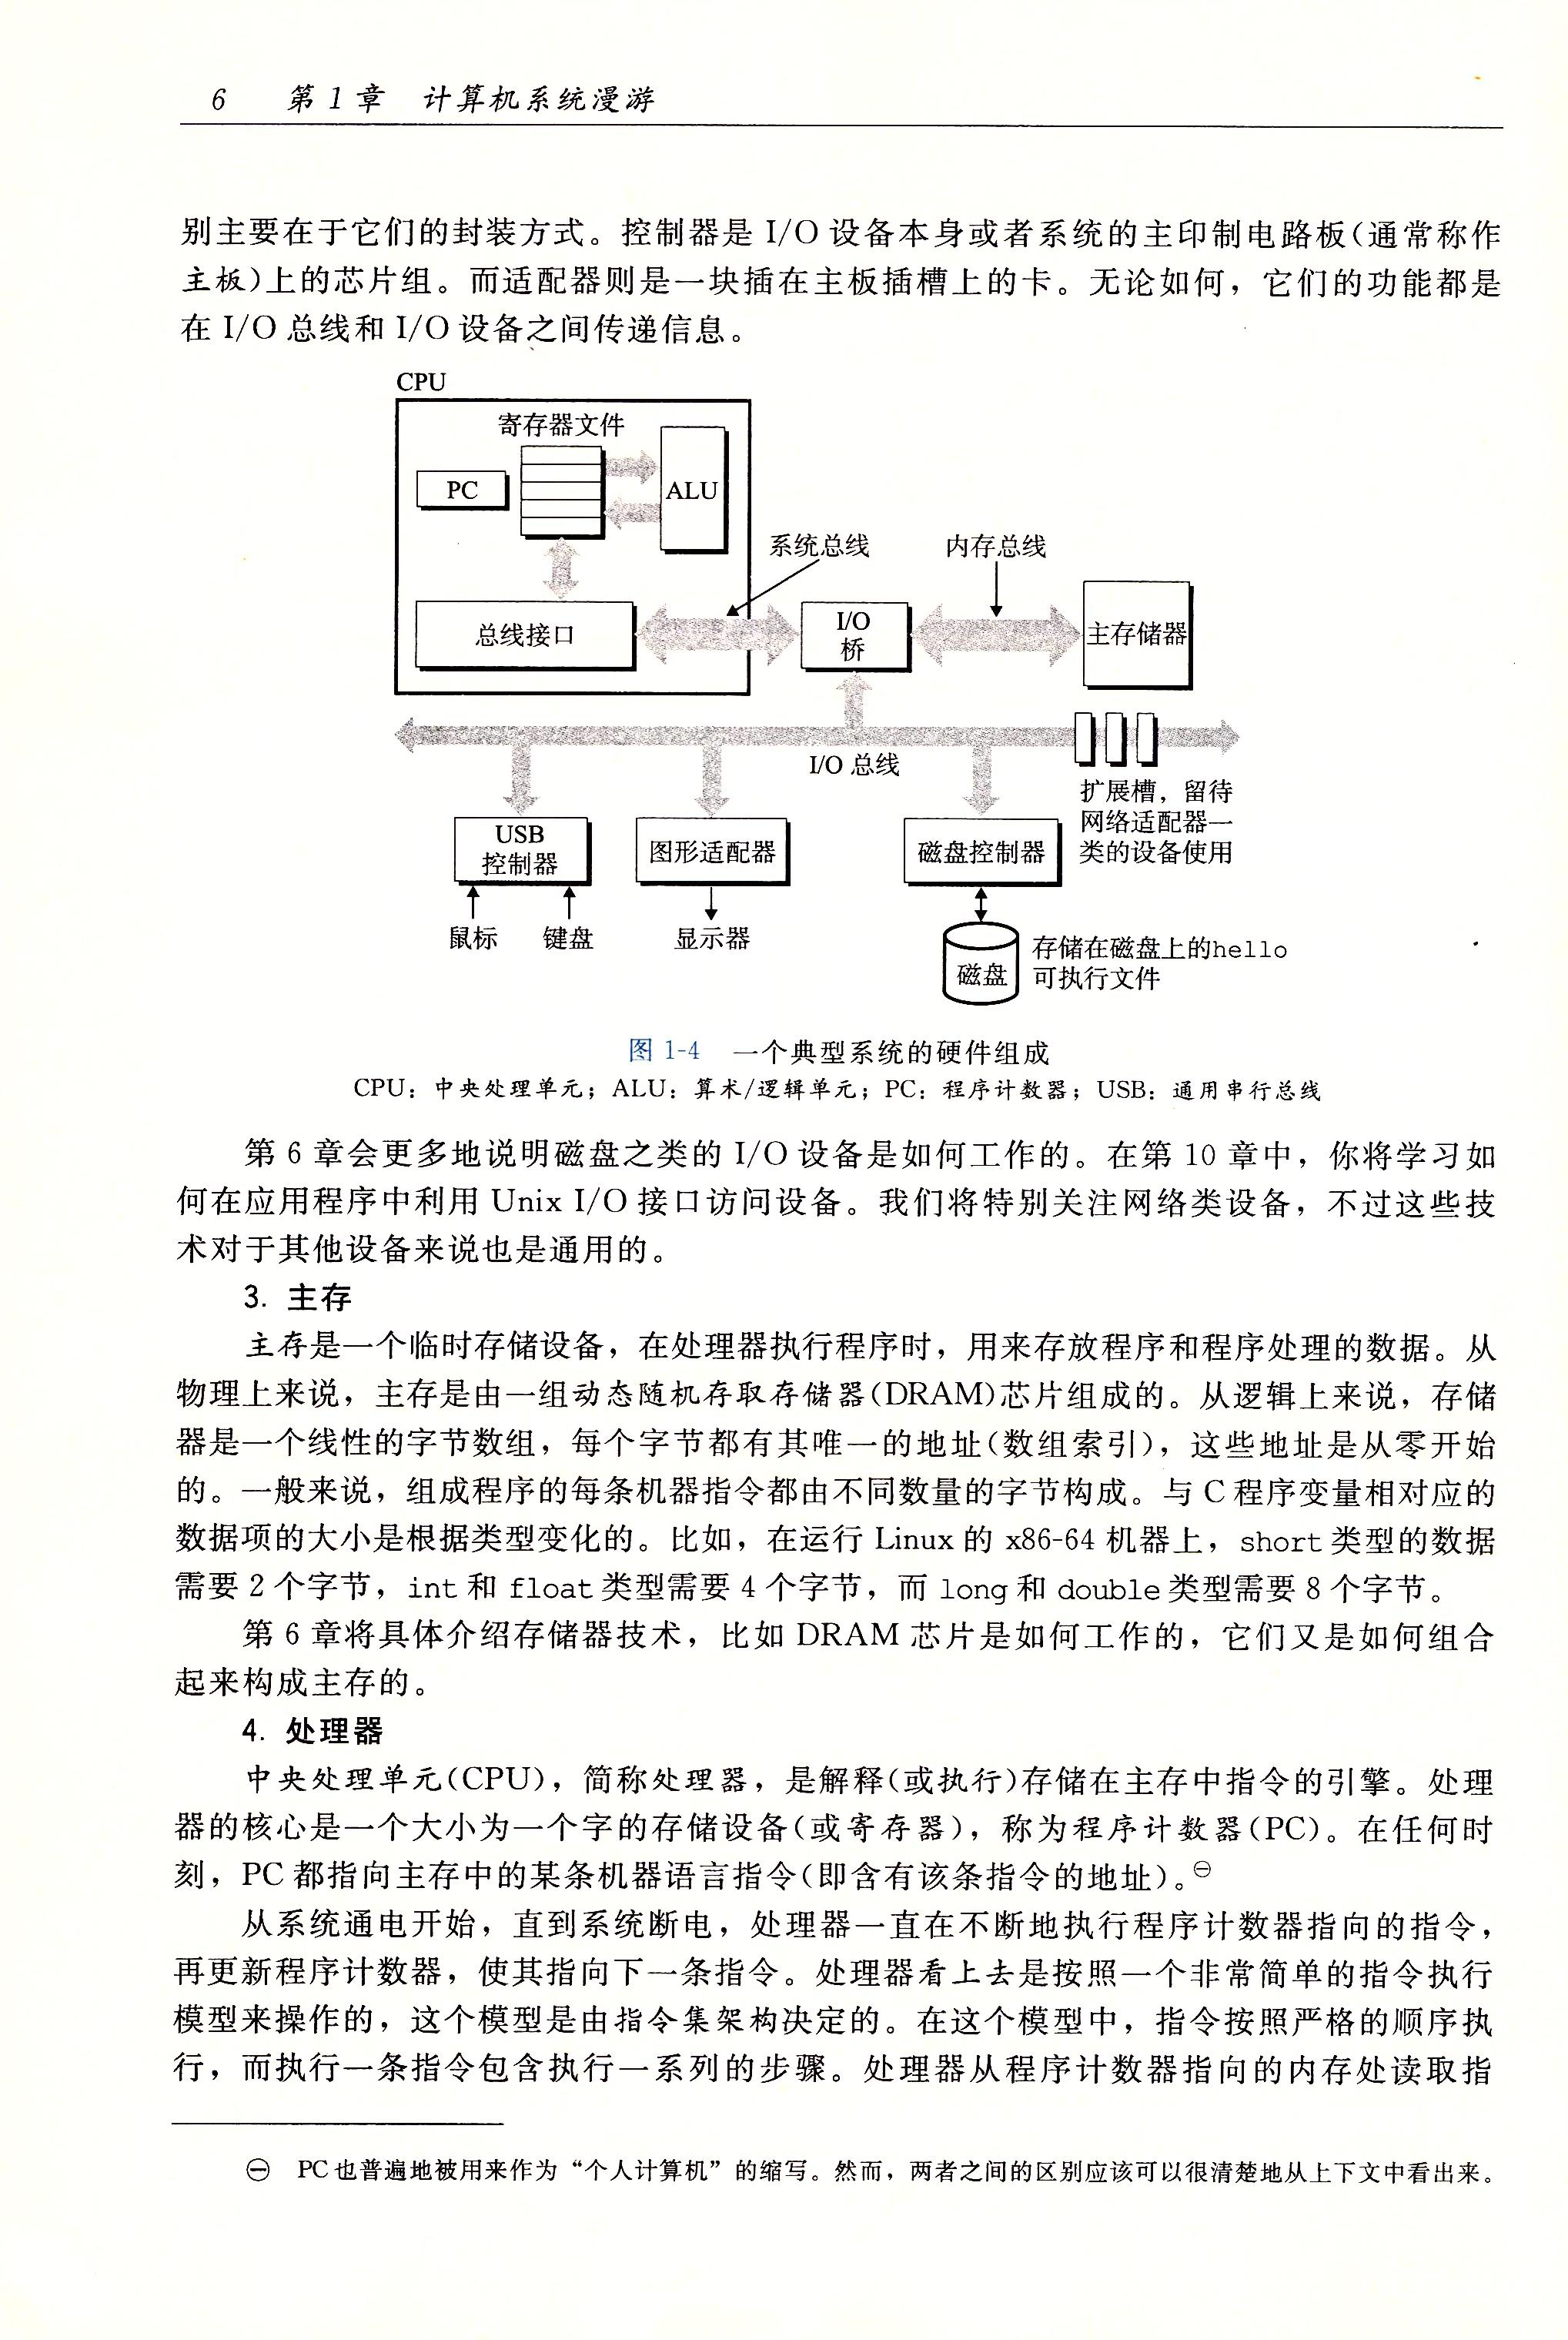 6 第1章 计算机系统漫游
别主要在于它们的封装方式。控制器是 I/O 设备本身或者系统的主印制电路板(通常称作
主板)上的芯片组。而适配器则是一块插在主板插槽上的卡。无论如何，它们的功能都是
在 I/O 总线和 I/O 设备之间传递信息。
CPU
寄存器文件
PC
ALU
系统总线
内存总线
总线接口
I/O
桥
主存储器
I/O 总线
扩展槽，留待
网络适配器一
类的设备使用
USB
控制器
图形适配器
磁盘控制器
鼠标
键盘
显示器
磁盘
存储在磁盘上的hello
可执行文件
图 1-4 一个典型系统的硬件组成
CPU：中央处理单元；ALU：算术/逻辑单元；PC：程序计数器；USB：通用串行总线
第 6 章会更多地说明磁盘之类的 I/O 设备是如何工作的。在第 10 章中，你将学习如
何在应用程序中利用 Unix I/O 接口访问设备。我们将特别关注网络类设备，不过这些技
术对于其他设备来说也是通用的。
3. 主存
主存是一个临时存储设备，在处理器执行程序时，用来存放程序和程序处理的数据。从
物理上来说，主存是由一组动态随机存取存储器(DRAM)芯片组成的。从逻辑上来说，存储
器是一个线性的字节数组，每个字节都有其唯一的地址(数组索引)，这些地址是从零开始
的。一般来说，组成程序的每条机器指令都由不同数量的字节构成。与 C 程序变量相对应的
数据项的大小是根据类型变化的。比如，在运行 Linux 的 x86-64 机器上，short 类型的数据
需要 2 个字节，int 和 float 类型需要 4 个字节，而 long 和 double 类型需要 8 个字节。
第 6 章将具体介绍存储器技术，比如 DRAM 芯片是如何工作的，它们又是如何组合
起来构成主存的。
4. 处理器
中央处理单元(CPU)，简称处理器，是解释(或执行)存储在主存中指令的引擎。处理
器的核心是一个大小为一个字的存储设备(或寄存器)，称为程序计数器(PC)。在任何时
刻，PC 都指向主存中的某条机器语言指令(即含有该条指令的地址)。㊀
从系统通电开始，直到系统断电，处理器一直在不断地执行程序计数器指向的指令，
再更新程序计数器，使其指向下一条指令。处理器看上去是按照一个非常简单的指令执行
模型来操作的，这个模型是由指令集架构决定的。在这个模型中，指令按照严格的顺序执
行，而执行一条指令包含执行一系列的步骤。处理器从程序计数器指向的内存处读取指
㊀ PC 也普遍地被用来作为“个人计算机”的缩写。然而，两者之间的区别应该可以很清楚地从上下文中看出来。